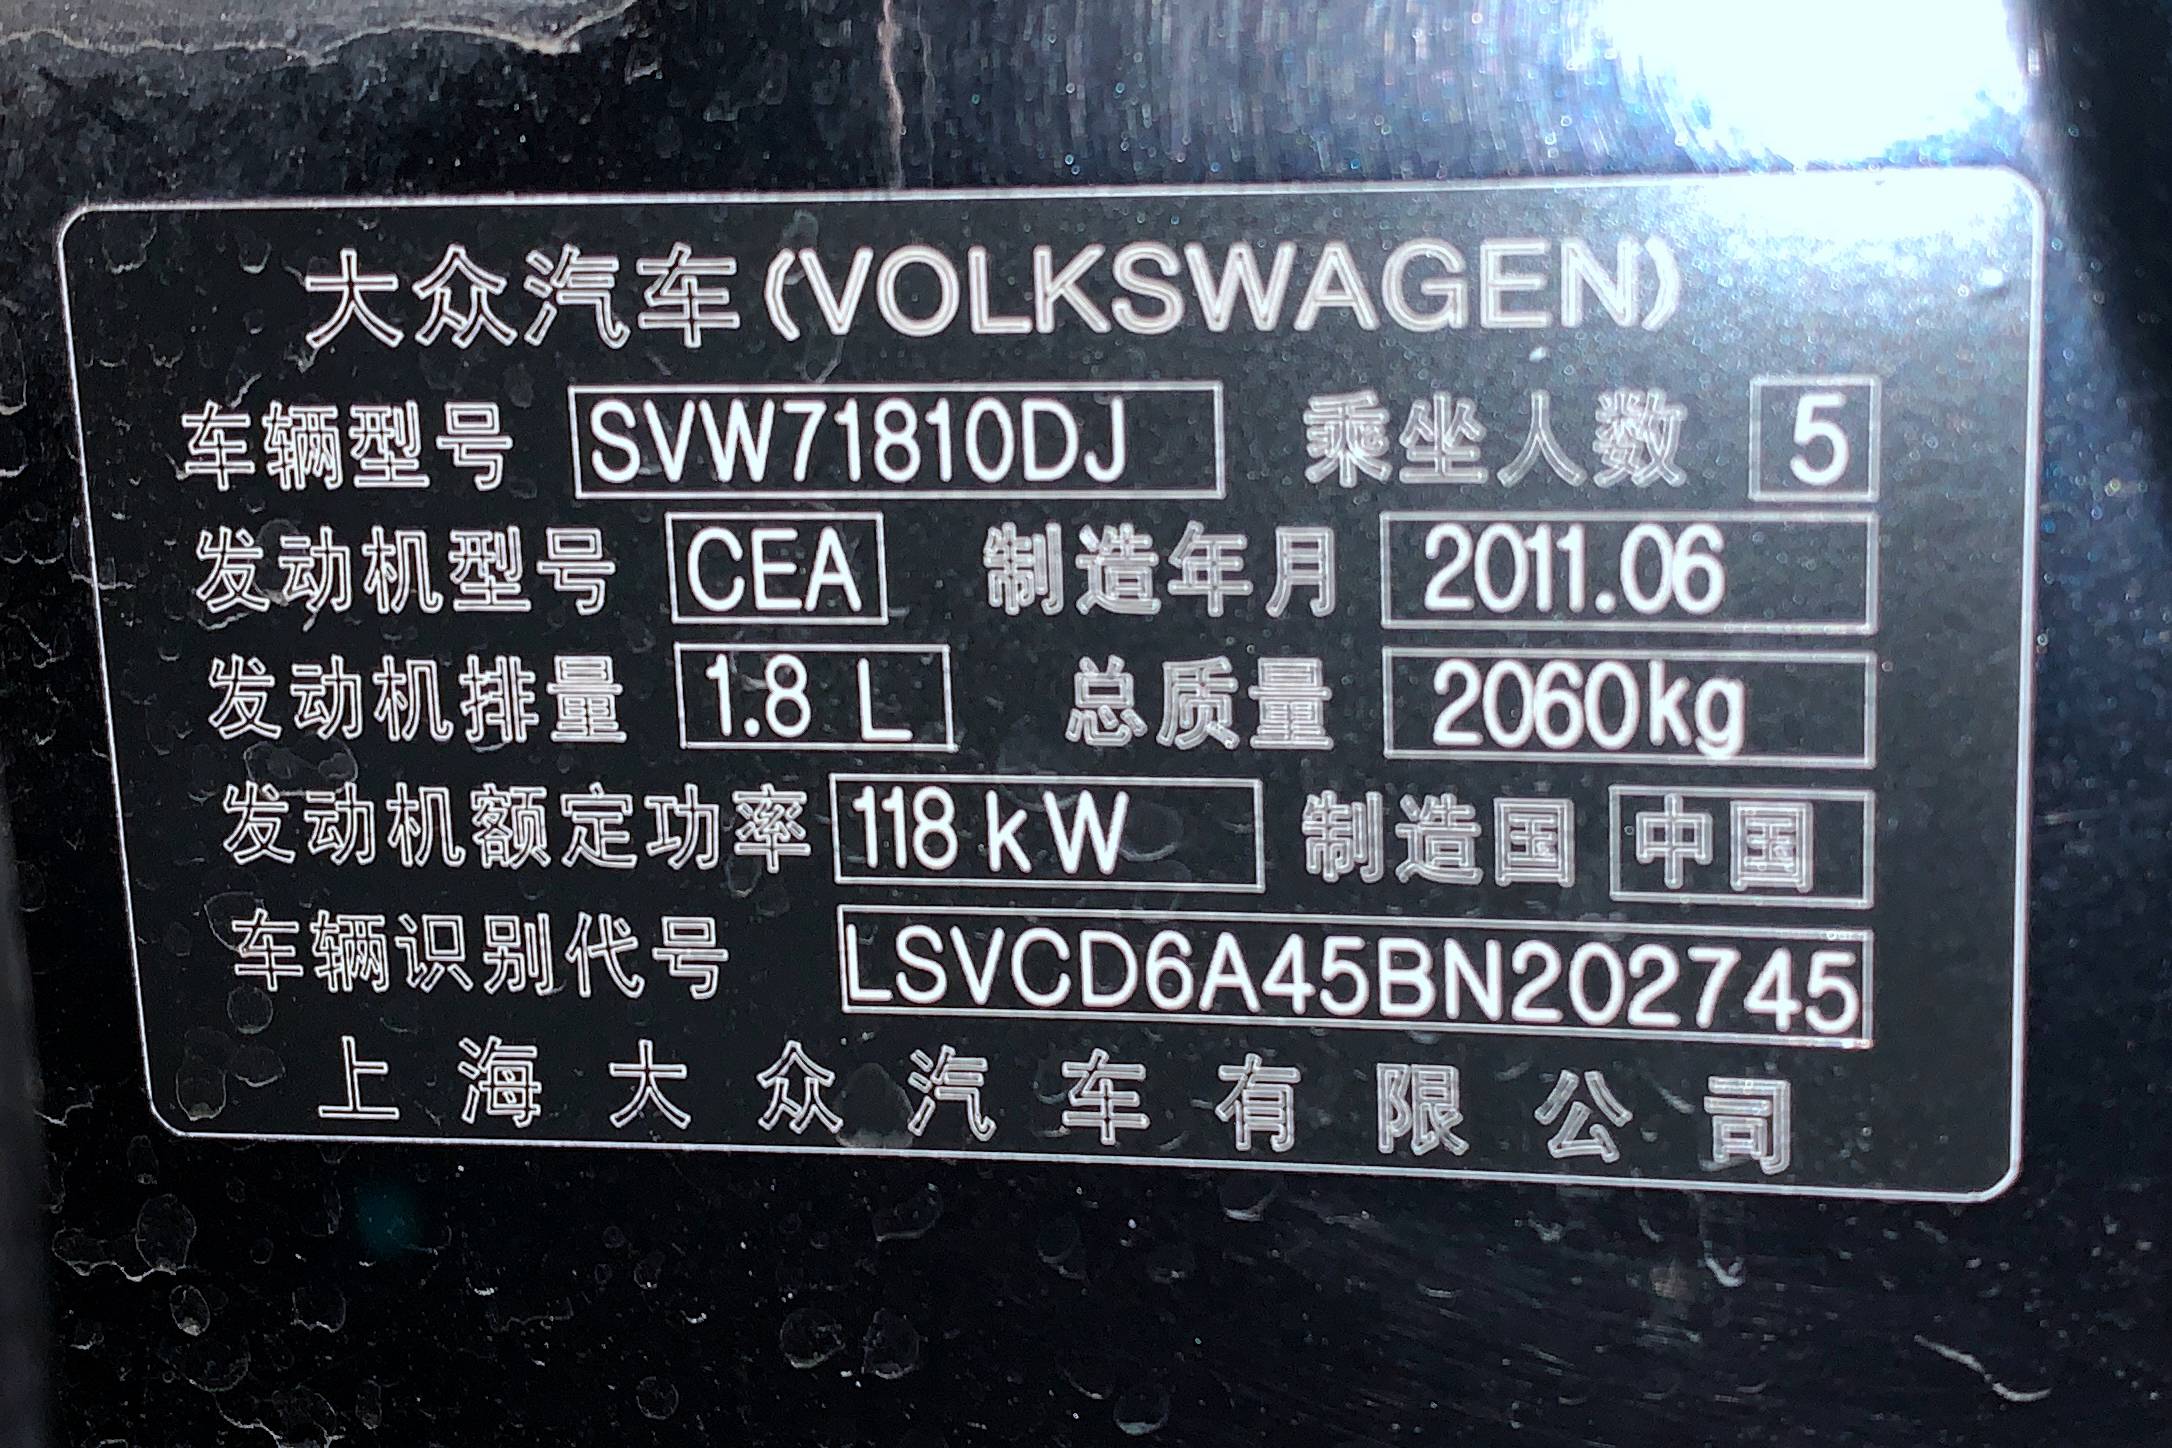 大众汽车(VOLKSWAGEN)
车辆型号 SVW71810DJ 乘坐人数 5
发动机型号 CEA 制造年月 2011.06
发动机排量 1.8 L 总质量 2060kg
发动机额定功率 118 kW 制造国 中国
车辆识别代号 LSVCD6A45BN202745
上海大众汽车有限公司